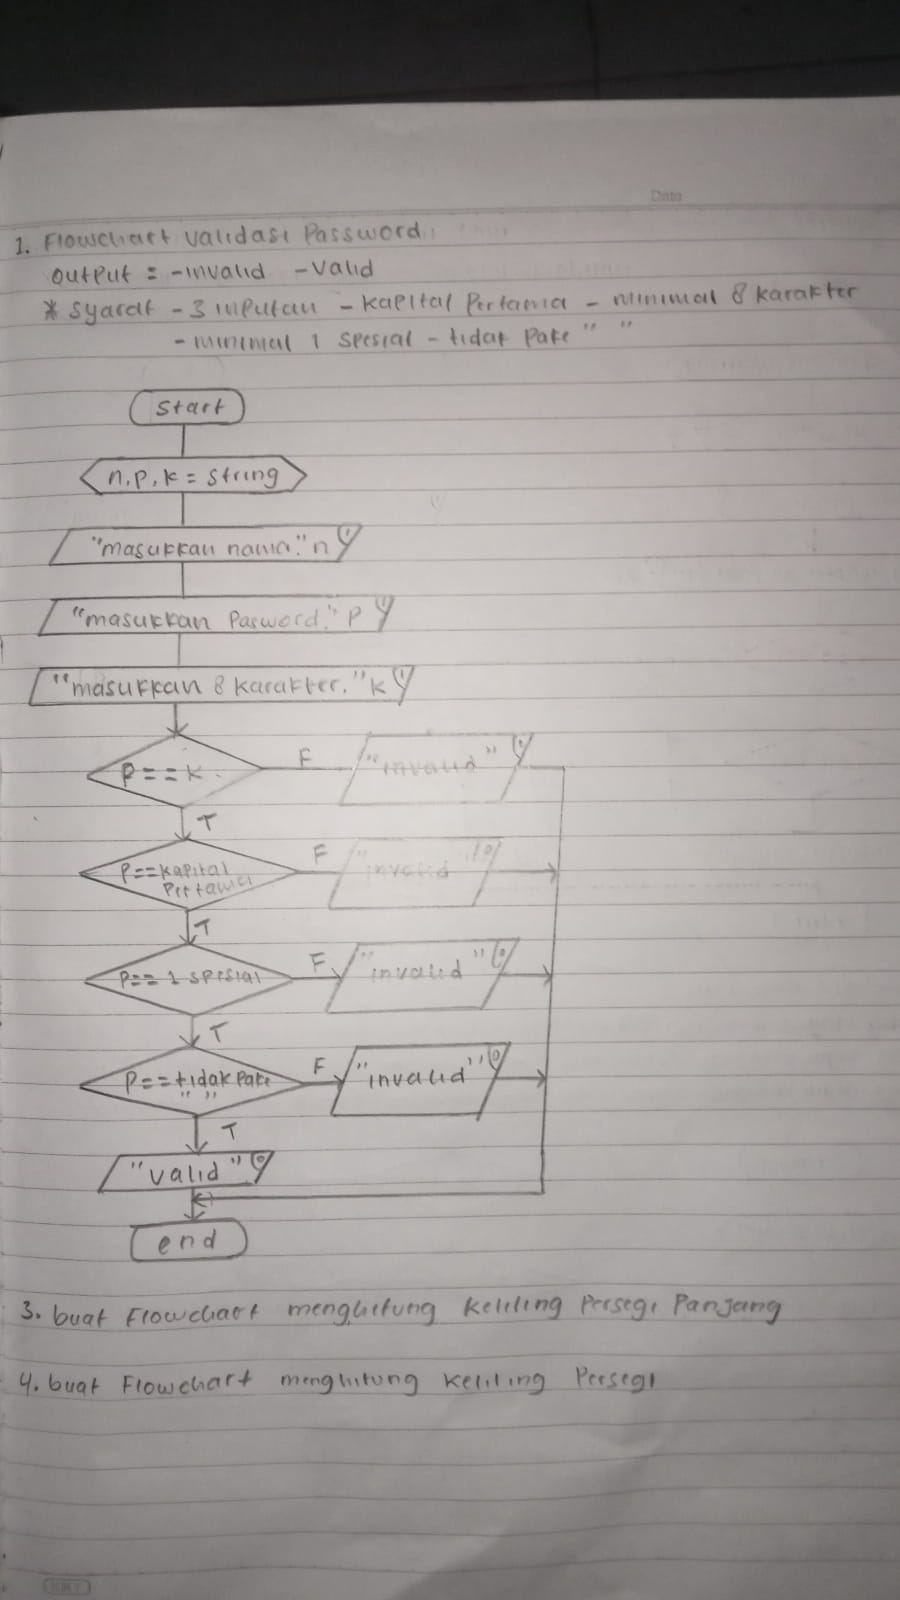 Date
1. Flowchart validasi Password
output = -invalid -Valid
* syarat - 3 inputan - kapital Pertama - minimal 8 karakter
- minimal 1 spesial - tidak Pake " "
start
n, p, k = string
"masukkan nama:" n i
"masukkan Pasword:" P i
"masukkan 8 karakter." k i
P==k F "invalid" o
T
P==kapital Pertama F "invalid" o
T
P== 1 spesial F "invalid" o
T
P==tidak Pake " " F "invalid" o
T
"valid" o
end
3. buat Flowchart menghitung Keliling Persegi Panjang
4. buat Flowchart menghitung Keliling Persegi